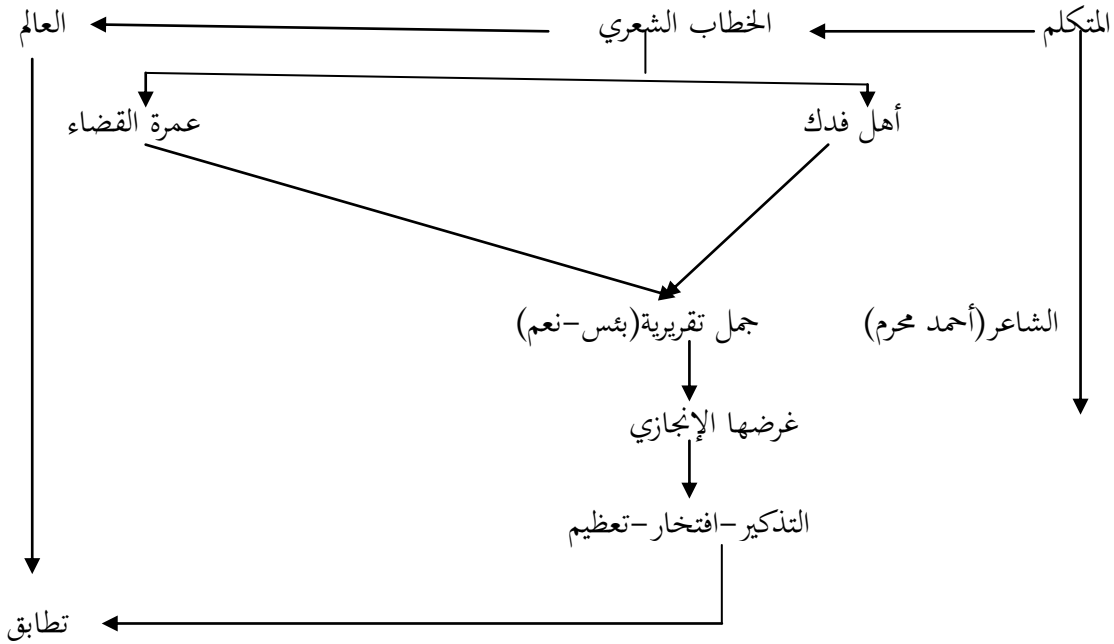 المتكلم الخطاب الشعري العالم
أهل فدك عمرة القضاء
الشاعر(أحمد محرم) جمل تقريرية(بئس-نعم)
غرضها الإنجازي
التذكير-افتخار-تعظيم
تطابق